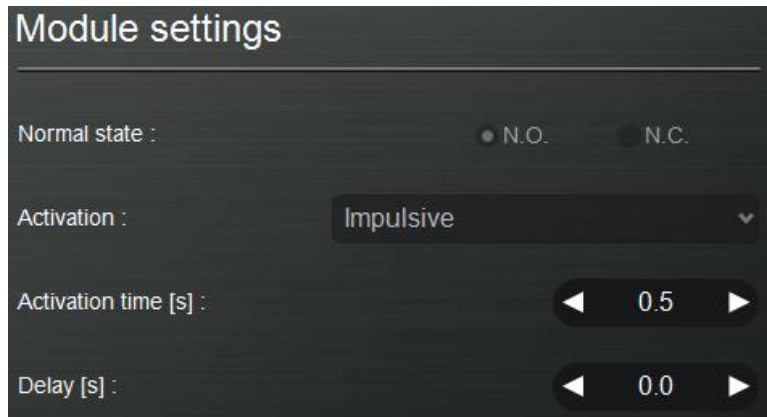 Module settings
Normal state : N.O. N.C.
Activation : Impulsive
Activation time [s] : 0.5
Delay [s] : 0.0